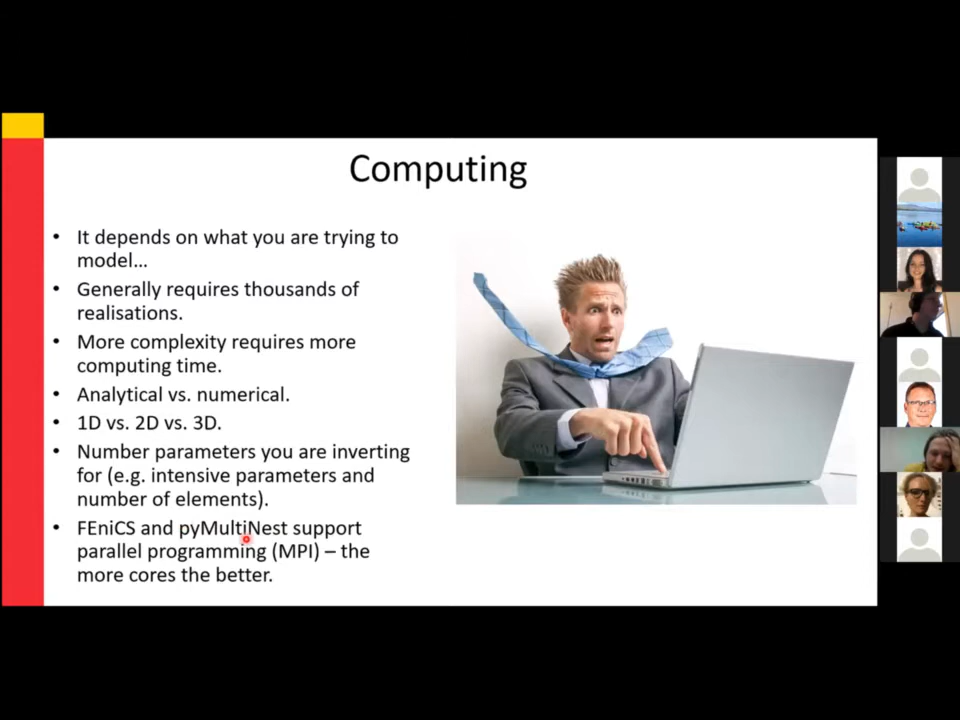 Computing
• It depends on what you are trying to
model...
• Generally requires thousands of
realisations.
• More complexity requires more
computing time.
• Analytical vs. numerical.
• 1D vs. 2D vs. 3D.
• Number parameters you are inverting
for (e.g. intensive parameters and
number of elements).
• FEniCS and pyMultiNest support
parallel programming (MPI) – the
more cores the better.